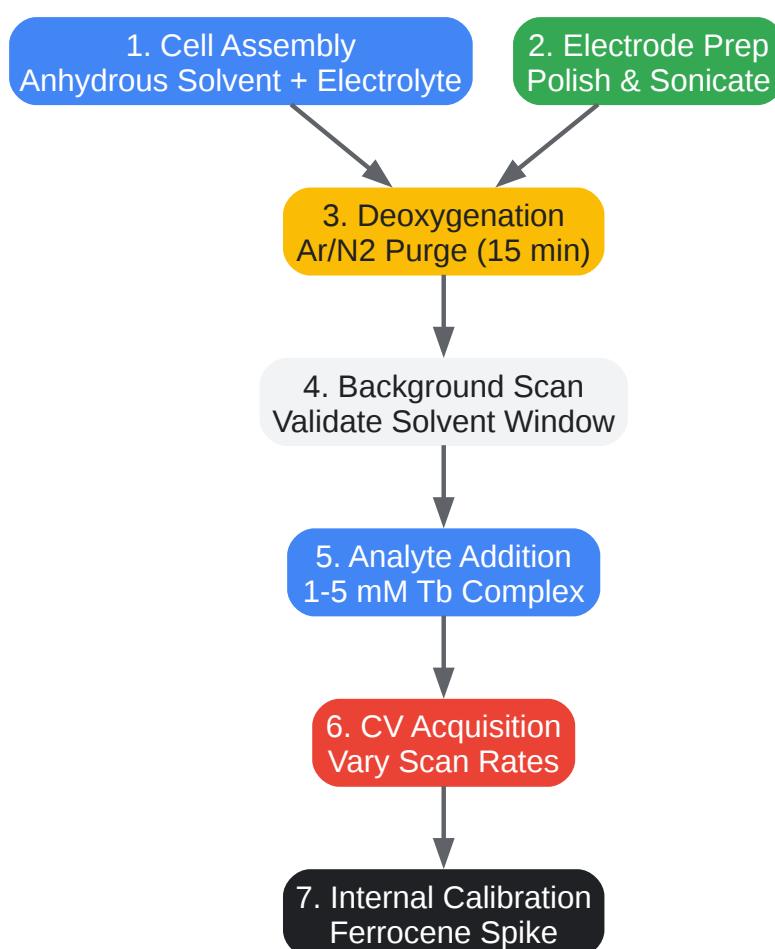 1. Cell Assembly
Anhydrous Solvent + Electrolyte
2. Electrode Prep
Polish & Sonicate
3. Deoxygenation
Ar/N2 Purge (15 min)
4. Background Scan
Validate Solvent Window
5. Analyte Addition
1-5 mM Tb Complex
6. CV Acquisition
Vary Scan Rates
7. Internal Calibration
Ferrocene Spike